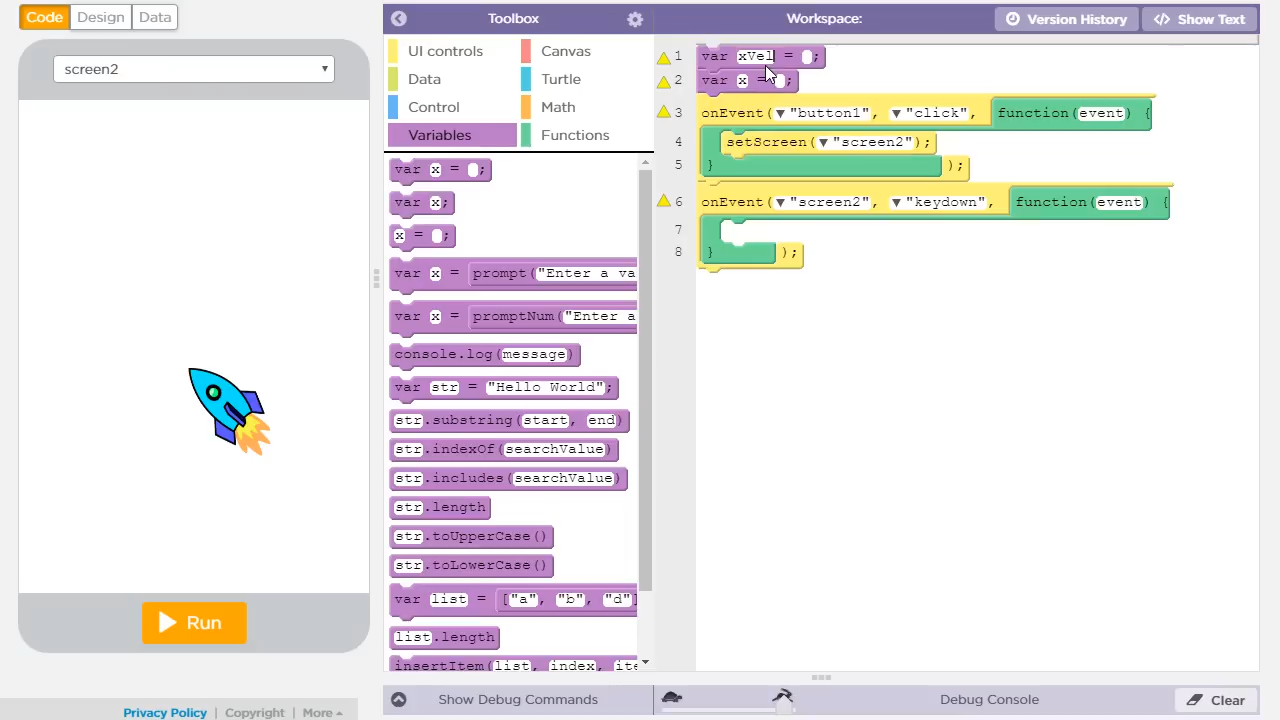 Code Design Data
screen2
Run
Privacy Policy | Copyright | More
Toolbox
UI controls
Canvas
Data
Turtle
Control
Math
Variables
Functions
var x = ;
var x;
x = ;
var x = prompt("Enter a va
var x = promptNum("Enter a
console.log(message)
var str = "Hello World";
str.substring(start, end)
str.indexOf(searchValue)
str.includes(searchValue)
str.length
str.toUpperCase()
str.toLowerCase()
var list = ["a", "b", "d"]
list.length
insertItem(list, index, ite
Show Debug Commands
Workspace:
Version History
Show Text
1 var xVel = ;
2 var x = ;
3 onEvent( "button1", "click", function(event) {
4 setScreen( "screen2");
5 } );
6 onEvent( "screen2", "keydown", function(event) {
7
8 } );
Debug Console
Clear